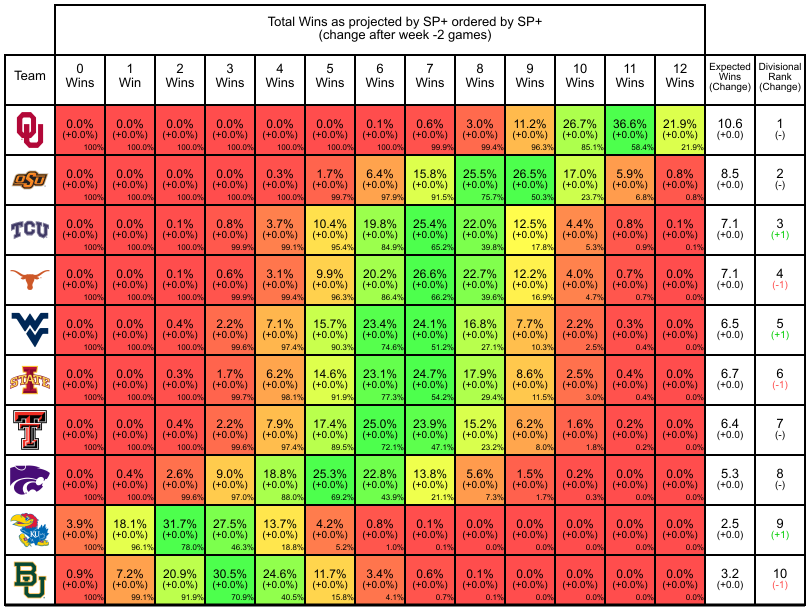 Total Wins as projected by SP+ ordered by SP+
(change after week -2 games)
Team 0 Wins 1 Win 2 Wins 3 Wins 4 Wins 5 Wins 6 Wins 7 Wins 8 Wins 9 Wins 10 Wins 11 Wins 12 Wins Expected Wins (Change) Divisional Rank (Change)
OU 0.0% 0.0% 0.0% 0.0% 0.0% 0.0% 0.1% 0.6% 3.0% 11.2% 26.7% 36.6% 21.9% 10.6 1
(+0.0%) (+0.0%) (+0.0%) (+0.0%) (+0.0%) (+0.0%) (+0.0%) (+0.0%) (+0.0%) (+0.0%) (+0.0%) (+0.0%) (+0.0%) (+0.0) (-)
100% 100.0% 100.0% 100.0% 100.0% 100.0% 100.0% 99.9% 99.4% 96.3% 85.1% 58.4% 21.9%
OSU 0.0% 0.0% 0.0% 0.0% 0.3% 1.7% 6.4% 15.8% 25.5% 26.5% 17.0% 5.9% 0.8% 8.5 2
(+0.0%) (+0.0%) (+0.0%) (+0.0%) (+0.0%) (+0.0%) (+0.0%) (+0.0%) (+0.0%) (+0.0%) (+0.0%) (+0.0%) (+0.0%) (+0.0) (-)
100% 100.0% 100.0% 100.0% 100.0% 99.7% 97.9% 91.5% 75.7% 50.3% 23.7% 6.8% 0.8%
TCU 0.0% 0.0% 0.1% 0.8% 3.7% 10.4% 19.8% 25.4% 22.0% 12.5% 4.4% 0.8% 0.1% 7.1 3
(+0.0%) (+0.0%) (+0.0%) (+0.0%) (+0.0%) (+0.0%) (+0.0%) (+0.0%) (+0.0%) (+0.0%) (+0.0%) (+0.0%) (+0.0%) (+0.0) (+1)
100% 100.0% 100.0% 99.9% 99.1% 95.4% 84.9% 65.2% 39.8% 17.8% 5.3% 0.9% 0.1%
0.0% 0.0% 0.1% 0.6% 3.1% 9.9% 20.2% 26.6% 22.7% 12.2% 4.0% 0.7% 0.0% 7.1 4
(+0.0%) (+0.0%) (+0.0%) (+0.0%) (+0.0%) (+0.0%) (+0.0%) (+0.0%) (+0.0%) (+0.0%) (+0.0%) (+0.0%) (+0.0%) (+0.0) (-1)
100% 100.0% 100.0% 99.9% 99.4% 96.3% 86.4% 66.2% 39.6% 16.9% 4.7% 0.7% 0.0%
WV 0.0% 0.0% 0.4% 2.2% 7.1% 15.7% 23.4% 24.1% 16.8% 7.7% 2.2% 0.3% 0.0% 6.5 5
(+0.0%) (+0.0%) (+0.0%) (+0.0%) (+0.0%) (+0.0%) (+0.0%) (+0.0%) (+0.0%) (+0.0%) (+0.0%) (+0.0%) (+0.0%) (+0.0) (+1)
100% 100.0% 100.0% 99.6% 97.4% 90.3% 74.6% 51.2% 27.1% 10.3% 2.5% 0.4% 0.0%
I STATE 0.0% 0.0% 0.3% 1.7% 6.2% 14.6% 23.1% 24.7% 17.9% 8.6% 2.5% 0.4% 0.0% 6.7 6
(+0.0%) (+0.0%) (+0.0%) (+0.0%) (+0.0%) (+0.0%) (+0.0%) (+0.0%) (+0.0%) (+0.0%) (+0.0%) (+0.0%) (+0.0%) (+0.0) (-1)
100% 100.0% 100.0% 99.7% 98.1% 91.9% 77.3% 54.2% 29.4% 11.5% 3.0% 0.4% 0.0%
T 0.0% 0.0% 0.4% 2.2% 7.9% 17.4% 25.0% 23.9% 15.2% 6.2% 1.6% 0.2% 0.0% 6.4 7
(+0.0%) (+0.0%) (+0.0%) (+0.0%) (+0.0%) (+0.0%) (+0.0%) (+0.0%) (+0.0%) (+0.0%) (+0.0%) (+0.0%) (+0.0%) (+0.0) (-)
100% 100.0% 100.0% 99.6% 97.4% 89.5% 72.1% 47.1% 23.2% 8.0% 1.8% 0.2% 0.0%
0.0% 0.4% 2.6% 9.0% 18.8% 25.3% 22.8% 13.8% 5.6% 1.5% 0.2% 0.0% 0.0% 5.3 8
(+0.0%) (+0.0%) (+0.0%) (+0.0%) (+0.0%) (+0.0%) (+0.0%) (+0.0%) (+0.0%) (+0.0%) (+0.0%) (+0.0%) (+0.0%) (+0.0) (-)
100% 100.0% 99.6% 97.0% 88.0% 69.2% 43.9% 21.1% 7.3% 1.7% 0.3% 0.0% 0.0%
KU 3.9% 18.1% 31.7% 27.5% 13.7% 4.2% 0.8% 0.1% 0.0% 0.0% 0.0% 0.0% 0.0% 2.5 9
(+0.0%) (+0.0%) (+0.0%) (+0.0%) (+0.0%) (+0.0%) (+0.0%) (+0.0%) (+0.0%) (+0.0%) (+0.0%) (+0.0%) (+0.0%) (+0.0) (+1)
100% 96.1% 78.0% 46.3% 18.8% 5.2% 1.0% 0.1% 0.0% 0.0% 0.0% 0.0% 0.0%
BU 0.9% 7.2% 20.9% 30.5% 24.6% 11.7% 3.4% 0.6% 0.1% 0.0% 0.0% 0.0% 0.0% 3.2 10
(+0.0%) (+0.0%) (+0.0%) (+0.0%) (+0.0%) (+0.0%) (+0.0%) (+0.0%) (+0.0%) (+0.0%) (+0.0%) (+0.0%) (+0.0%) (+0.0) (-1)
100% 99.1% 91.9% 70.9% 40.5% 15.8% 4.1% 0.7% 0.1% 0.0% 0.0% 0.0% 0.0%